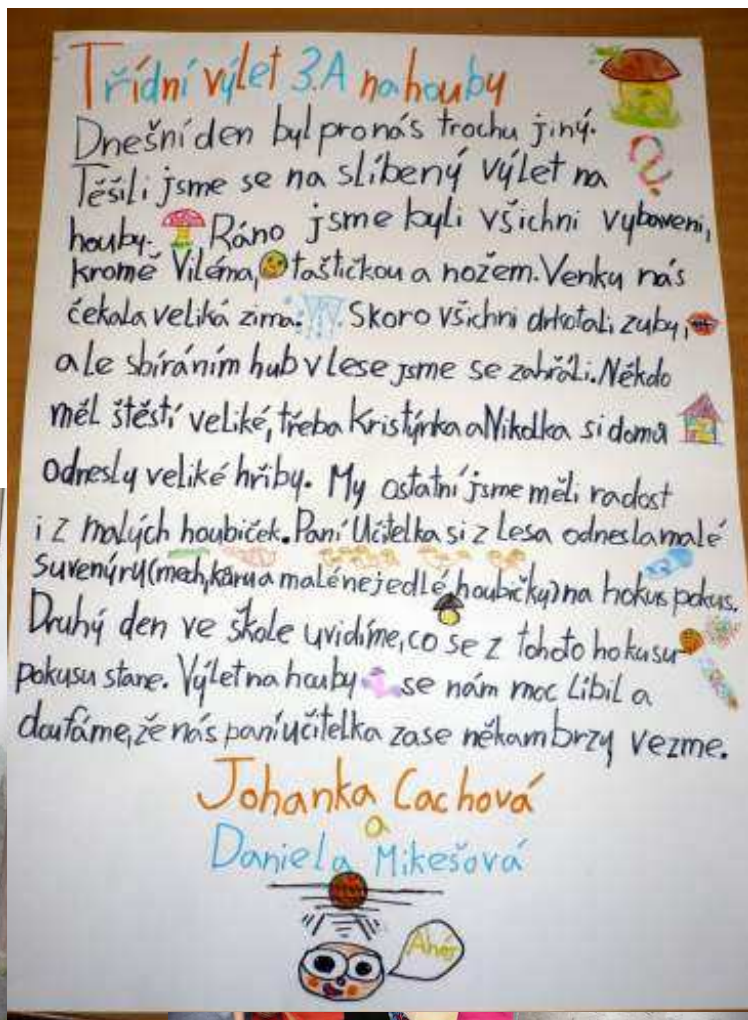 Třídní výlet 3.A na houby
Dnešní den byl pro nás trochu jiný.
Těšili jsme se na slíbený výlet na
houby. Ráno jsme byli všichni vybaveni,
kromě Viléma, taštičkou a nožem. Venku nás
čekala veliká zima. Skoro všichni drkotali zuby,
ale sbíráním hub v lese jsme se zahřáli. Někdo
měl štěstí veliké, třeba Kristýnka a Nikolka si domů
odnesly veliké hřiby. My ostatní jsme měli radost
i z malých houbiček. Paní Učitelka si z lesa odnesla malé
suvenýry (mech, kůru a malé nejedlé houbičky) na hokus pokus.
Druhý den ve škole uvidíme, co se z tohoto hokusu
pokusu stane. Výlet na houby se nám moc líbil a
doufáme, že nás paní učitelka zase někam brzy vezme.
Johanka Cachová
a
Daniela Mikešová
Ahoj